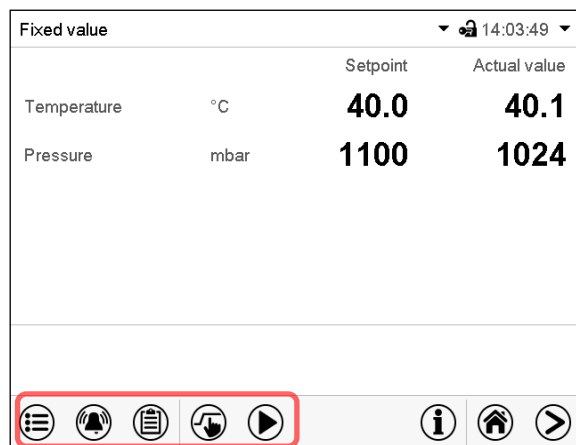 Fixed value 14:03:49
Setpoint Actual value
Temperature °C 40.0 40.1
Pressure mbar 1100 1024